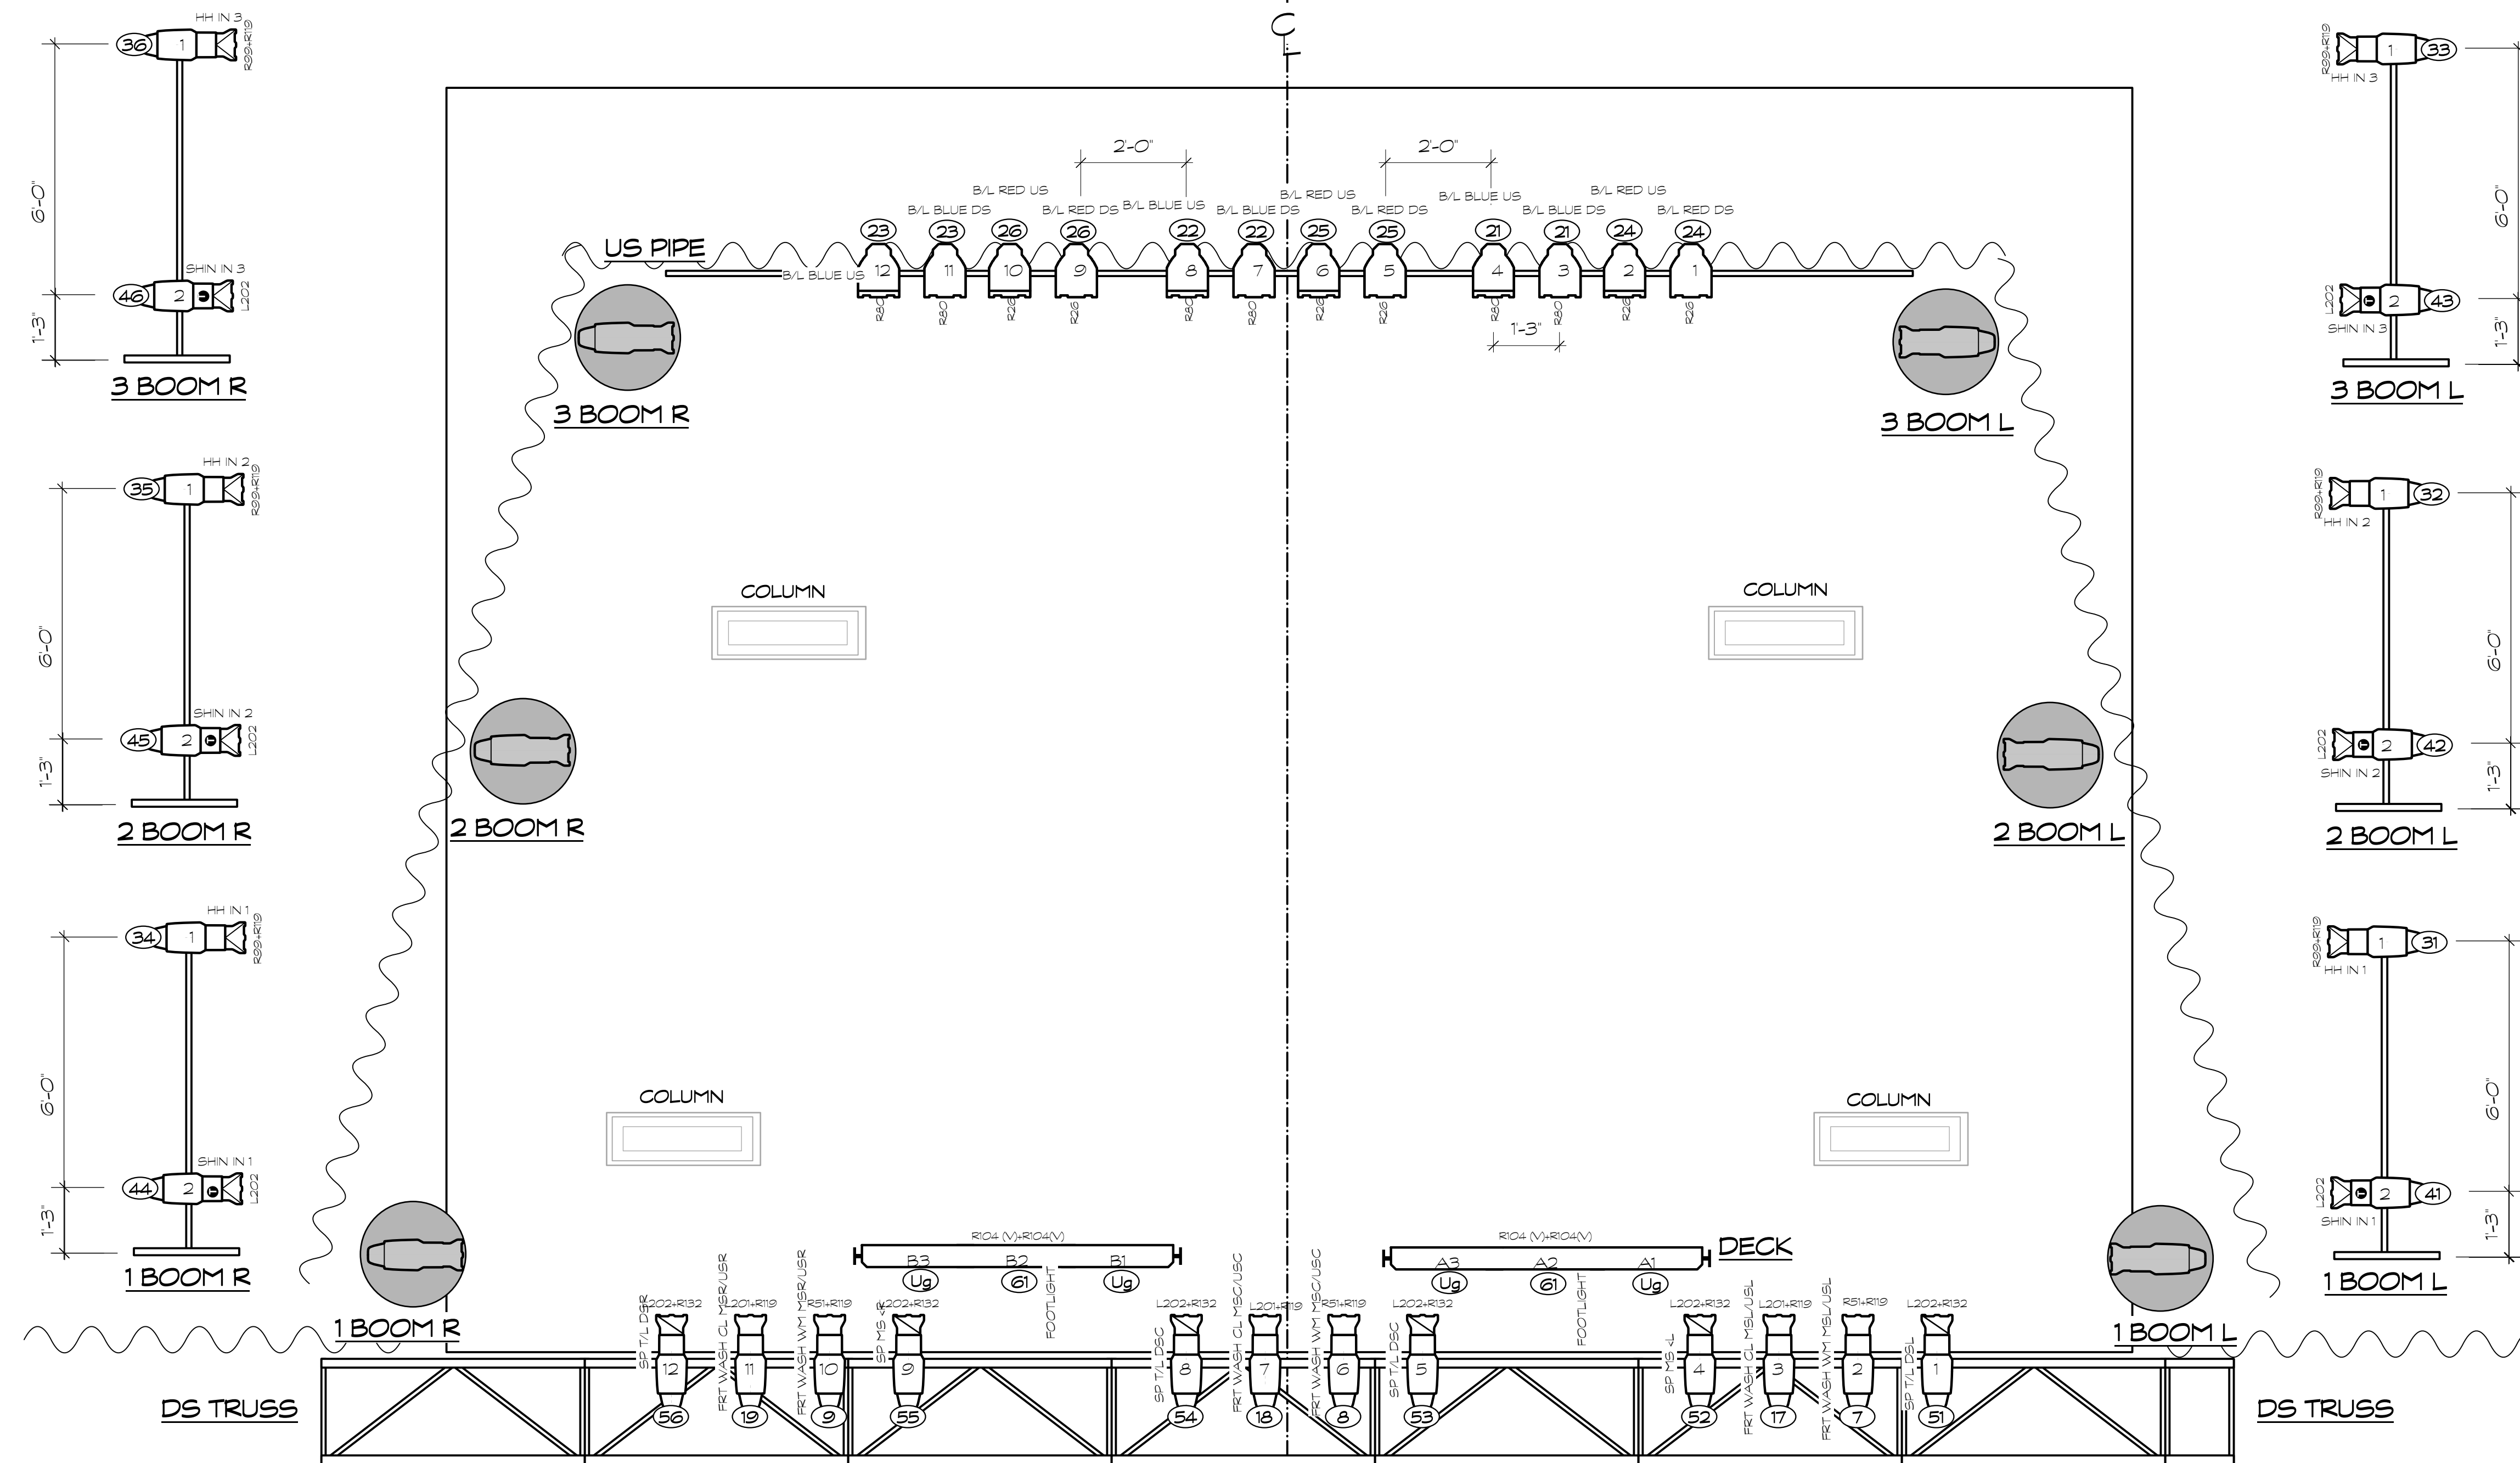 C
L
HH IN 3
36
1
R99+R119
6'-0"
SHIN IN 3
46
2
L202
1'-3"
3 BOOM R
HH IN 2
35
1
R99+R119
6'-0"
SHIN IN 2
45
2
L202
1'-3"
2 BOOM R
HH IN 1
34
1
R99+R119
6'-0"
SHIN IN 1
44
2
L202
1'-3"
1 BOOM R
2'-0"
2'-0"
B/L RED US
B/L RED US
B/L BLUE US
B/L RED US
B/L BLUE DS
B/L RED DS
B/L BLUE US
B/L BLUE DS
B/L RED DS
B/L BLUE DS
B/L RED DS
23
23
26
26
22
22
25
25
21
21
24
24
US PIPE
B/L BLUE US
12
11
10
9
8
7
6
5
4
3
2
1
R80
R80
R26
R26
R80
R80
R26
R26
R80
R80
R26
R26
1'-3"
3 BOOM R
3 BOOM L
COLUMN
COLUMN
2 BOOM R
2 BOOM L
COLUMN
COLUMN
R104 (V)+R104(V)
B3
B2
B1
Ug
61
Ug
FOOTLIGHT
R104 (V)+R104(V)
A3
A2
A1
Ug
61
Ug
FOOTLIGHT
DECK
1 BOOM R
1 BOOM L
L202+R132
L201+R119
R51+R119
L202+R132
L202+R132
L201+R119
R51+R119
L202+R132
L202+R132
L201+R119
R51+R119
L202+R132
SP T/L DSR
FRT WASH CL MSR/USR
FRT WASH WM MSR/USR
SP MS <R
SP T/L DSC
FRT WASH CL MSC/USC
FRT WASH WM MSC/USC
SP T/L DSC
SP MS <L
FRT WASH CL MSL/USL
FRT WASH WM MSL/USL
SP T/L DSL
12
11
10
9
8
7
6
5
4
3
2
1
56
19
9
55
54
18
8
53
52
17
7
51
DS TRUSS
DS TRUSS
R99+R119
1
33
HH IN 3
6'-0"
L202
2
43
SHIN IN 3
1'-3"
3 BOOM L
R99+R119
1
32
HH IN 2
6'-0"
L202
2
42
SHIN IN 2
1'-3"
2 BOOM L
R99+R119
1
31
HH IN 1
6'-0"
L202
2
41
SHIN IN 1
1'-3"
1 BOOM L